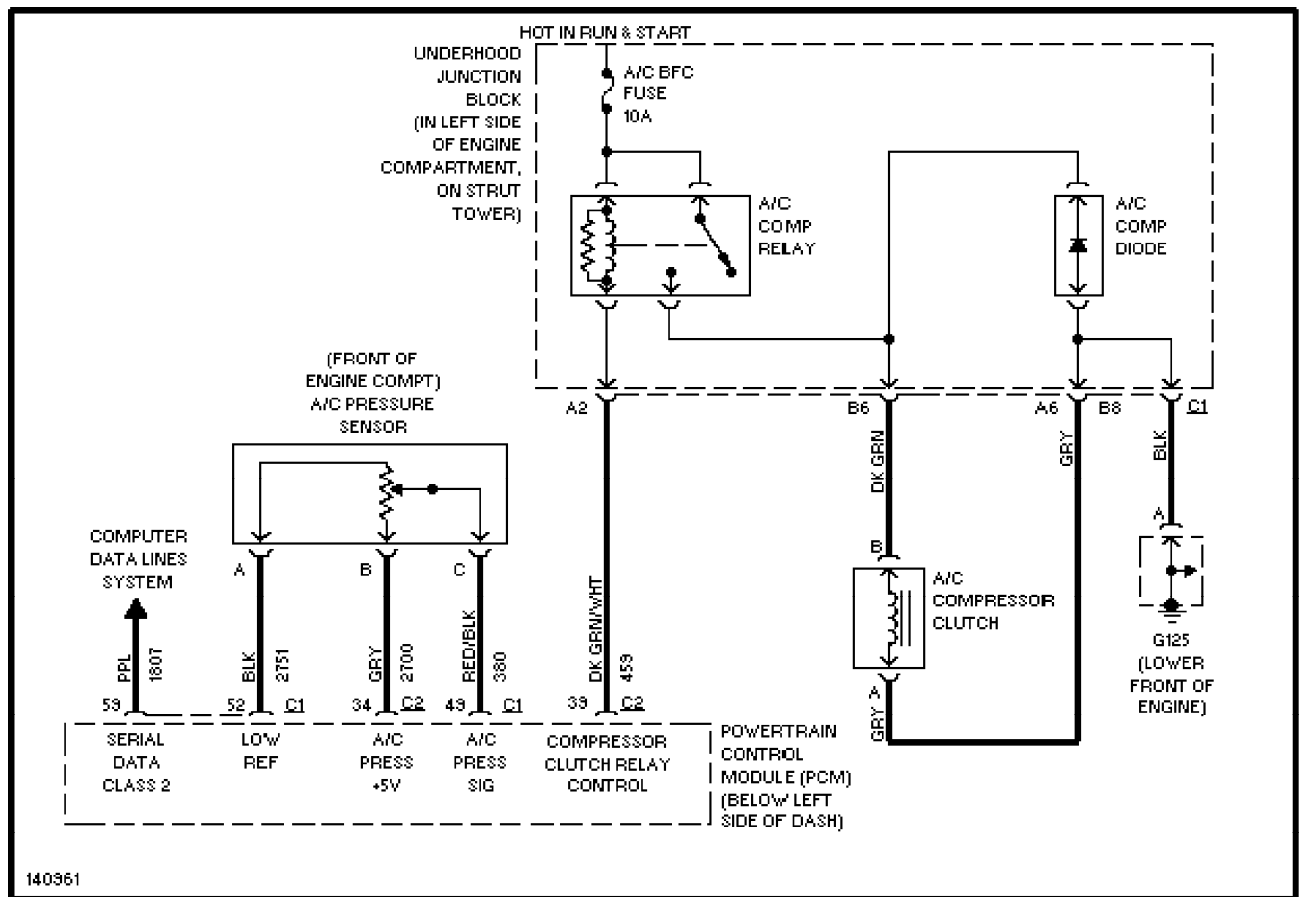 HOT IN RUN & START
UNDERHOOD
JUNCTION
BLOCK
(IN LEFT SIDE
OF ENGINE
COMPARTMENT,
ON STRUT
TOWER)
A/C BFC
FUSE
10A
A/C
COMP
RELAY
A/C
COMP
DIODE
A2
B6
A6
B8
C1
DK GRN
GRY
BLK
(FRONT OF
ENGINE COMPT)
A/C PRESSURE
SENSOR
A
B
C
COMPUTER
DATA LINES
SYSTEM
PPL
1807
BLK
2751
GRY
2700
RED/BLK
380
DK GRN/WHT
459
B
A/C
COMPRESSOR
CLUTCH
A
GRY
A
G125
(LOWER
FRONT OF
ENGINE)
59
52
C1
34
C2
49
C1
39
C2
SERIAL
DATA
CLASS 2
LOW
REF
A/C
PRESS
+5V
A/C
PRESS
SIG
COMPRESSOR
CLUTCH RELAY
CONTROL
POWERTRAIN
CONTROL
MODULE (PCM)
(BELOW LEFT
SIDE OF DASH)
140961